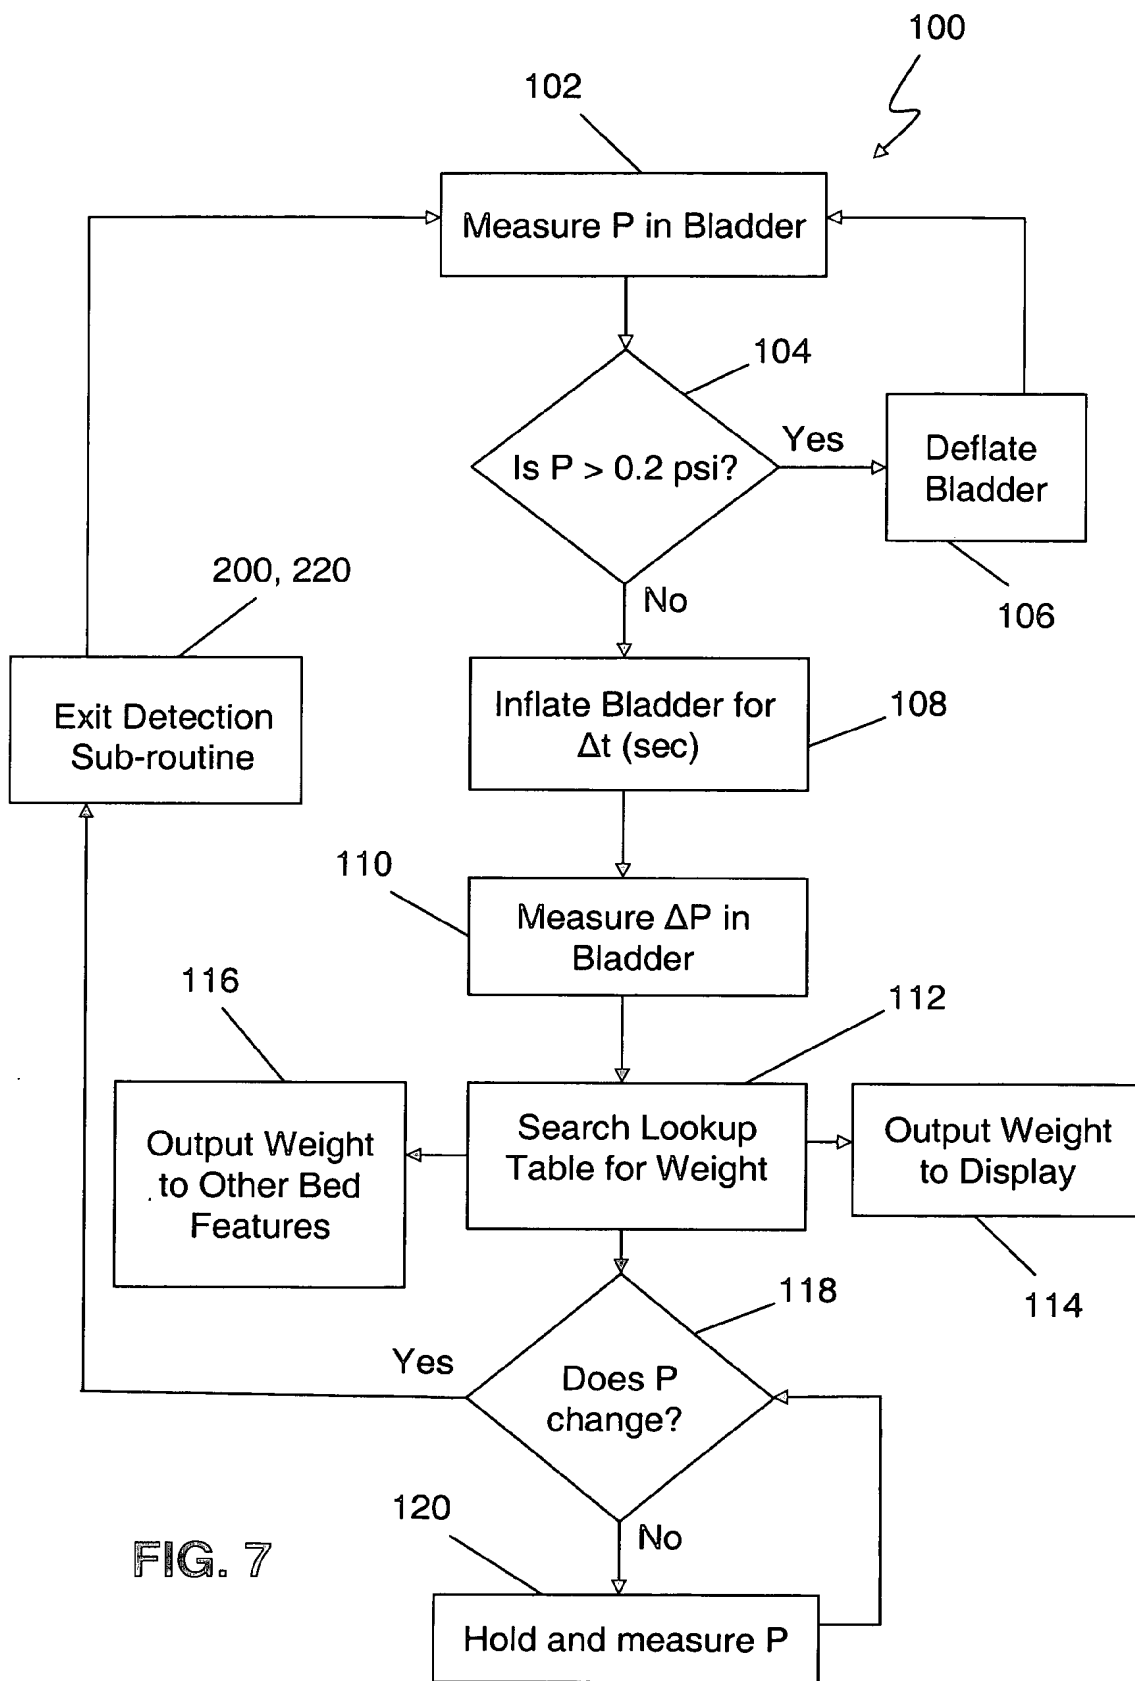 100
102
Measure P in Bladder
104
Is P > 0.2 psi?
Yes
Deflate
Bladder
106
No
200, 220
Exit Detection
Sub-routine
Inflate Bladder for
Δt (sec)
108
110
Measure ΔP in
Bladder
116
112
Output Weight
to Other Bed
Features
Search Lookup
Table for Weight
Output Weight
to Display
114
118
Yes
Does P
change?
120
No
Hold and measure P
FIG. 7